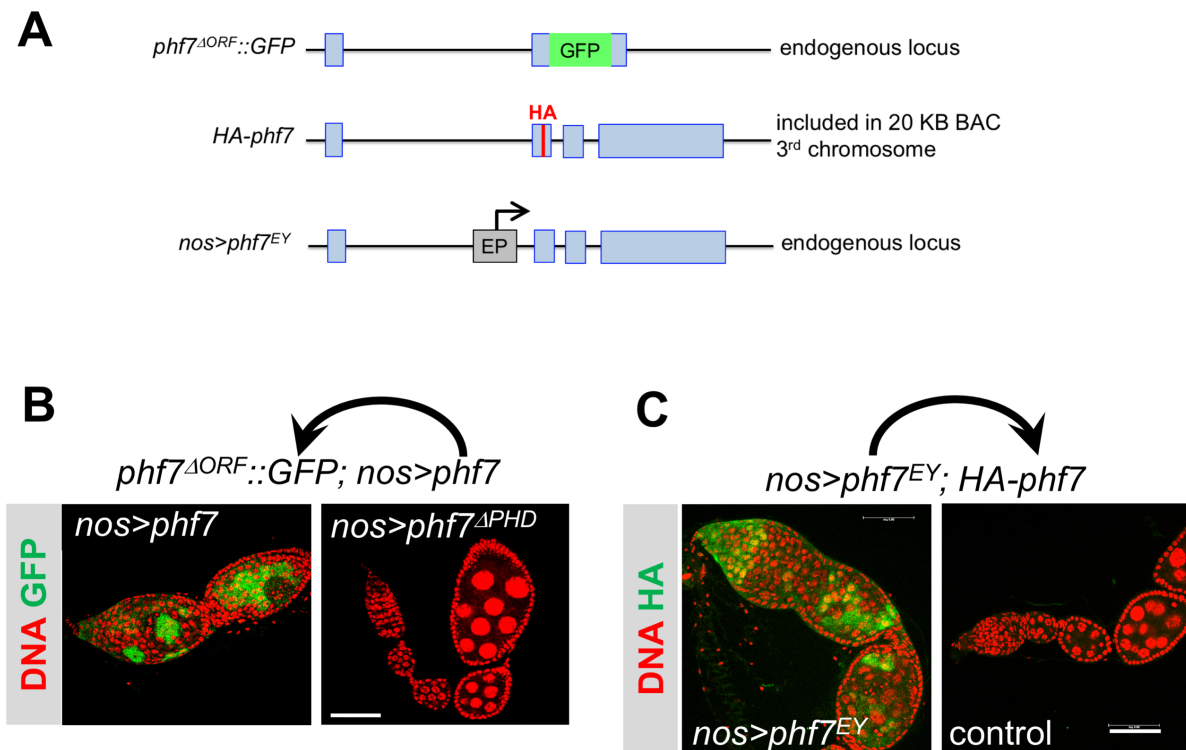 A
phf7ΔORF::GFP
GFP
endogenous locus
HA
HA-phf7
included in 20 KB BAC
3rd chromosome
nos>phf7EY
EP
endogenous locus
B
phf7ΔORF::GFP; nos>phf7
DNA GFP
nos>phf7
nos>phf7ΔPHD
C
nos>phf7EY; HA-phf7
DNA HA
nos>phf7EY
control